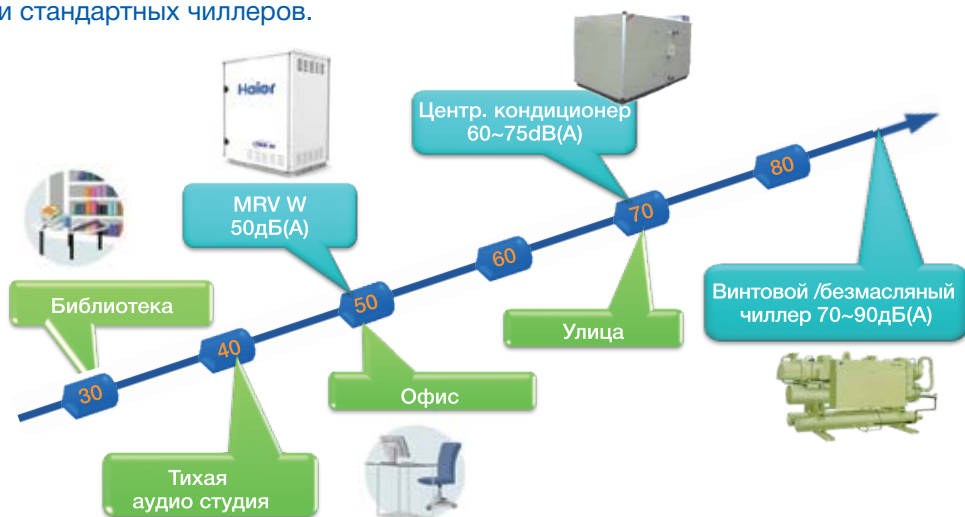 и стандартных чиллеров.
Haier
Центр. кондиционер
60~75dB(A)
80
MRV W
50дБ(А)
70
60
Библиотека
50
Винтовой /безмасляный
чиллер 70~90дБ(А)
Улица
40
30
Офис
Тихая
аудио студия